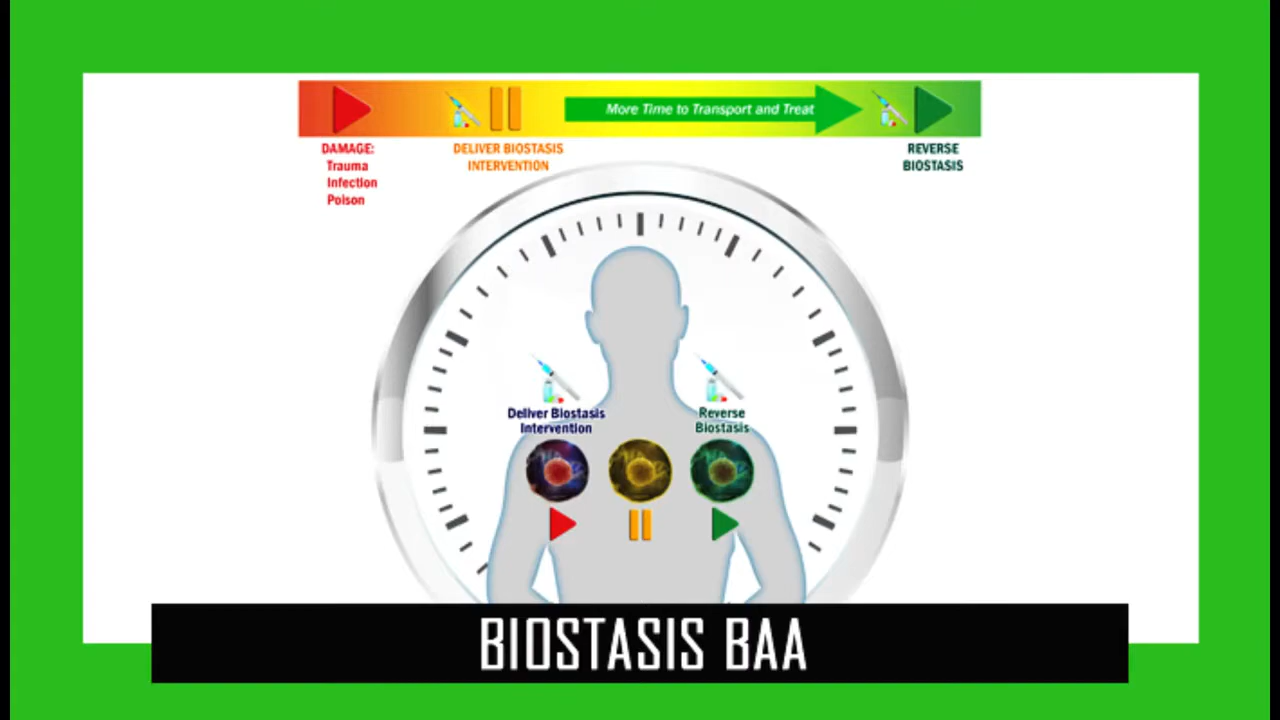 More Time to Transport and Treat
DAMAGE:
Trauma
Infection
Poison
DELIVER BIOSTASIS
INTERVENTION
REVERSE
BIOSTASIS
Deliver Biostasis
Intervention
Reverse
Biostasis
BIOSTASIS BAA